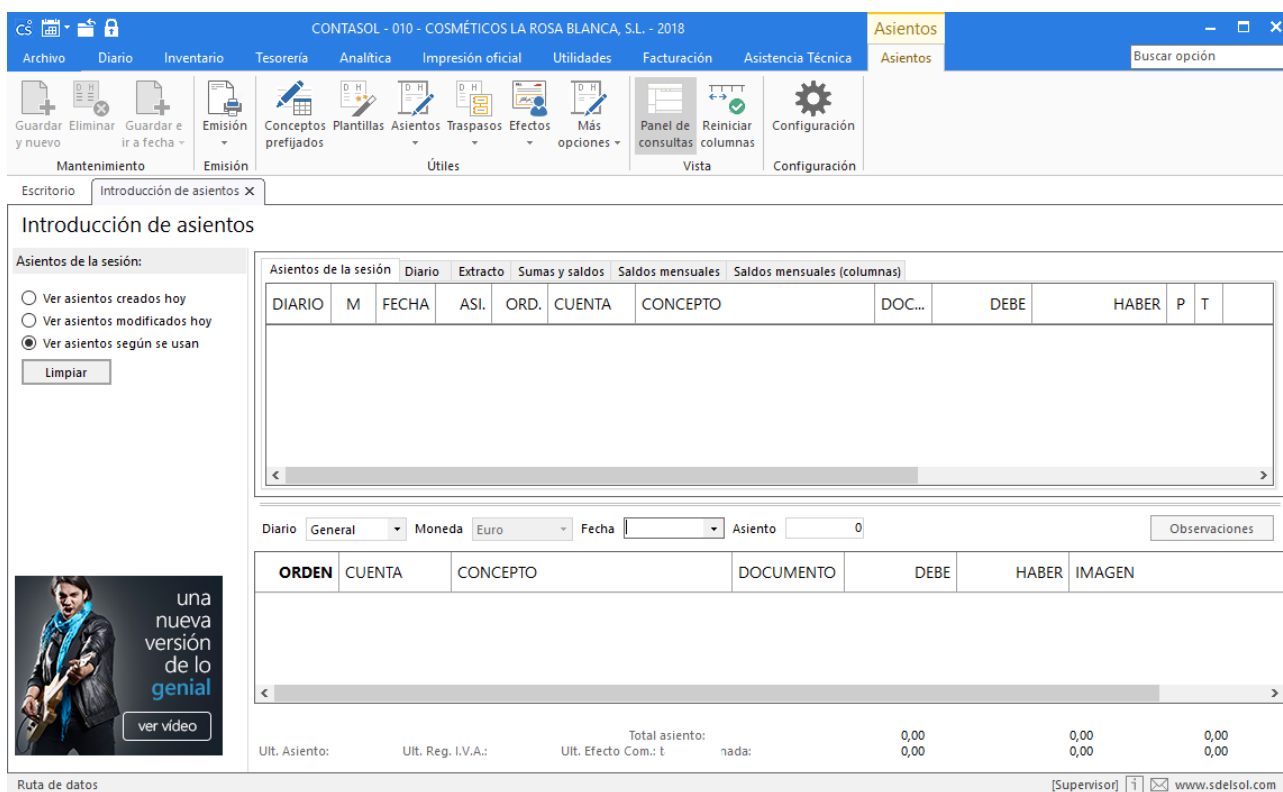 CONTASOL - 010 - COSMÉTICOS LA ROSA BLANCA, S.L. - 2018 Asientos
Archivo Diario Inventario Tesorería Analítica Impresión oficial Utilidades Facturación Asistencia Técnica Asientos Buscar opción
Guardar y nuevo
Eliminar
Guardar e ir a fecha
Emisión
Conceptos prefijados
Plantillas
Asientos
Traspasos
Efectos
Más opciones
Panel de consultas
Reiniciar columnas
Configuración
Mantenimiento Emisión Útiles Vista Configuración
Escritorio Introducción de asientos X
Introducción de asientos
Asientos de la sesión:
Ver asientos creados hoy
Ver asientos modificados hoy
Ver asientos según se usan
Limpiar
Asientos de la sesión Diario Extracto Sumas y saldos Saldos mensuales Saldos mensuales (columnas)
DIARIO M FECHA ASI. ORD. CUENTA CONCEPTO DOC... DEBE HABER P T
Diario General Moneda Euro Fecha Asiento 0 Observaciones
ORDEN CUENTA CONCEPTO DOCUMENTO DEBE HABER IMAGEN
una
nueva
versión
de lo
genial
ver vídeo
Total asiento: 0,00 0,00 0,00
Ult. Asiento: Ult. Reg. I.V.A.: Ult. Efecto Com.: t nada: 0,00 0,00 0,00
Ruta de datos [Supervisor] www.sdelsol.com